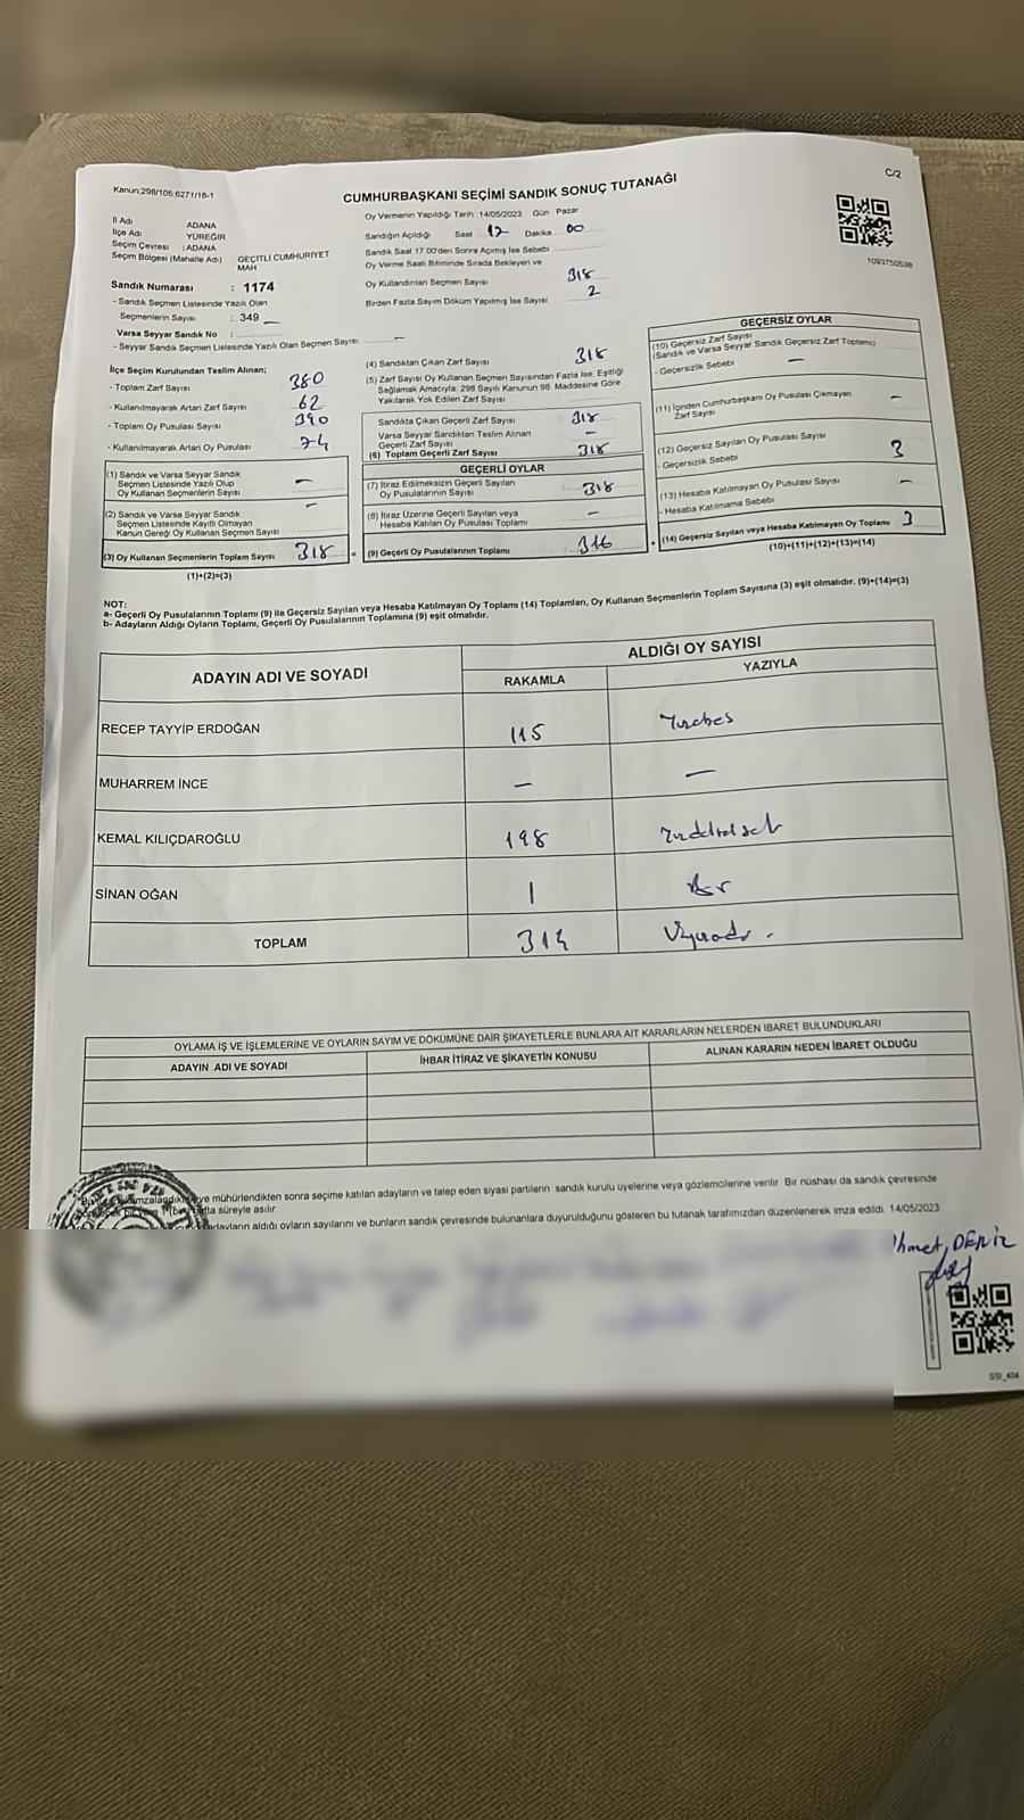 Kanun:298/105;6271/16-1
C/2
CUMHURBAŞKANI SEÇİMİ SANDIK SONUÇ TUTANAĞI
İl Adı ADANA
İlçe Adı YÜREĞİR
Seçim Çevresi : ADANA
Seçim Bölgesi (Mahalle Adı) GEÇİTLİ CUMHURİYET MAH
Sandık Numarası : 1174
- Sandık Seçmen Listesinde Yazılı Olan
Seçmenlerin Sayısı : 349
Varsa Seyyar Sandık No :
- Seyyar Sandık Seçmen Listesinde Yazılı Olan Seçmen Sayısı —
Oy Vermenin Yapıldığı Tarih :14/05/2023 Gün Pazar
Sandığın Açıldığı Saat 17 Dakika 00
Sandık Saat 17:00'den Sonra Açılmış İse Sebebi
Oy Verme Saati Bitiminde Sırada Bekleyen ve
Oy Kullandırılan Seçmen Sayısı 318
Birden Fazla Sayım Döküm Yapılmış İse Sayısı 2
İlçe Seçim Kurulundan Teslim Alınan;
- Toplam Zarf Sayısı 380
- Kullanılmayarak Artan Zarf Sayısı 62
- Toplam Oy Pusulası Sayısı 390
- Kullanılmayarak Artan Oy Pusulası 74
(1) Sandık ve Varsa Seyyar Sandık
Seçmen Listesinde Yazılı Olup
Oy Kullanan Seçmenlerin Sayısı —
(2) Sandık ve Varsa Seyyar Sandık
Seçmen Listesinde Kayıtlı Olmayan
Kanun Gereği Oy Kullanan Seçmen Sayısı —
(3) Oy Kullanan Seçmenlerin Toplam Sayısı 318
(1)+(2)=(3)
(4) Sandıktan Çıkan Zarf Sayısı 318
(5) Zarf Sayısı Oy Kullanan Seçmen Sayısından Fazla İse, Eşitliği
Sağlamak Amacıyla, 298 Sayılı Kanunun 98. Maddesine Göre
Yakılarak Yok Edilen Zarf Sayısı
Sandıkta Çıkan Geçerli Zarf Sayısı 318
Varsa Seyyar Sandıktan Teslim Alınan
Geçerli Zarf Sayısı —
(6) Toplam Geçerli Zarf Sayısı 318
GEÇERLİ OYLAR
(7) İtiraz Edilmeksizin Geçerli Sayılan
Oy Pusulalarının Sayısı 318
(8) İtiraz Üzerine Geçerli Sayılan veya
Hesaba Katılan Oy Pusulası Toplamı —
(9) Geçerli Oy Pusulalarının Toplamı 316
1093750538
GEÇERSİZ OYLAR
(10) Geçersiz Zarf Sayısı
(Sandık ve Varsa Seyyar Sandık Geçersiz Zarf Toplamı)
- Geçersizlik Sebebi —
(11) İçinden Cumhurbaşkanı Oy Pusulası Çıkmayan
Zarf Sayısı —
(12) Geçersiz Sayılan Oy Pusulası Sayısı 3
- Geçersizlik Sebebi
(13) Hesaba Katılmayan Oy Pusulası Sayısı —
- Hesaba Katılmama Sebebi
(14) Geçersiz Sayılan veya Hesaba Katılmayan Oy Toplamı 3
(10)+(11)+(12)+(13)=(14)
NOT:
a- Geçerli Oy Pusulalarının Toplamı (9) ile Geçersiz Sayılan veya Hesaba Katılmayan Oy Toplamı (14) Toplamları, Oy Kullanan Seçmenlerin Toplam Sayısına (3) eşit olmalıdır. (9)+(14)=(3)
b- Adayların Aldığı Oyların Toplamı, Geçerli Oy Pusulalarının Toplamına (9) eşit olmalıdır.
ADAYIN ADI VE SOYADI ALDIĞI OY SAYISI
RAKAMLA YAZIYLA
RECEP TAYYİP ERDOĞAN 115
MUHARREM İNCE — —
KEMAL KILIÇDAROĞLU 198
SİNAN OĞAN 1
TOPLAM 314
OYLAMA İŞ VE İŞLEMLERİNE VE OYLARIN SAYIM VE DÖKÜMÜNE DAİR ŞİKAYETLERLE BUNLARA AİT KARARLARIN NELERDEN İBARET BULUNDUKLARI
ADAYIN ADI VE SOYADI İHBAR İTİRAZ VE ŞİKAYETİN KONUSU ALINAN KARARIN NEDEN İBARET OLDUĞU
ve mühürlendikten sonra seçime katılan adayların ve talep eden siyasi partilerin sandık kurulu üyelerine veya gözlemcilerine verilir. Bir nüshası da sandık çevresinde
süreyle asılır.
adayların aldığı oyların sayılarını ve bunların sandık çevresinde bulunanlara duyurulduğunu gösteren bu tutanak tarafımızdan düzenlenerek imza edildi. 14/05/2023
DENİZ